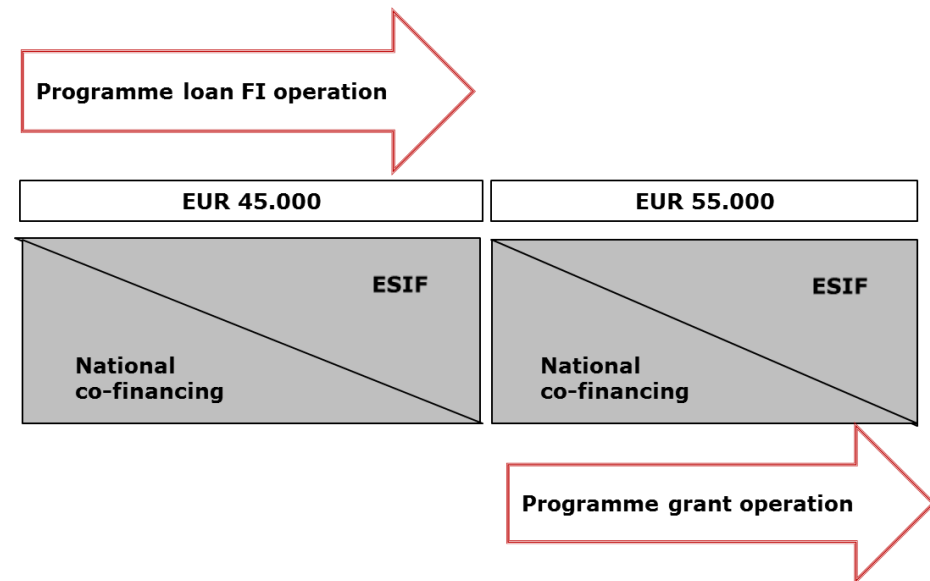 Programme loan FI operation
EUR 45.000
EUR 55.000
ESIF
National
co-financing
ESIF
National
co-financing
Programme grant operation